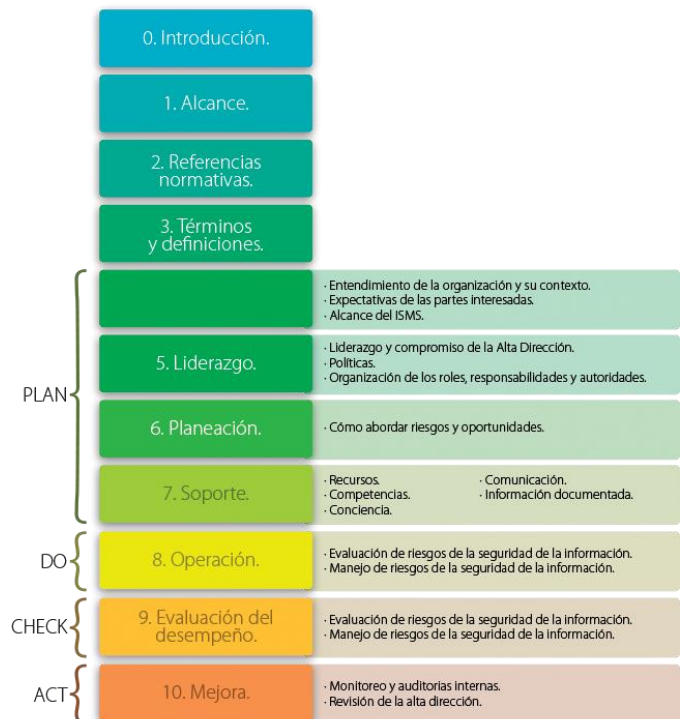 0. Introducción.
1. Alcance.
2. Referencias
normativas.
3. Términos
y definiciones.
PLAN
· Entendimiento de la organización y su contexto.
· Expectativas de las partes interesadas.
· Alcance del ISMS.
5. Liderazgo.
· Liderazgo y compromiso de la Alta Dirección.
· Políticas.
· Organización de los roles, responsabilidades y autoridades.
6. Planeación.
· Cómo abordar riesgos y oportunidades.
7. Soporte.
· Recursos.
· Competencias.
· Conciencia.
· Comunicación.
· Información documentada.
DO
8. Operación.
· Evaluación de riesgos de la seguridad de la información.
· Manejo de riesgos de la seguridad de la información.
CHECK
9. Evaluación del
desempeño.
· Evaluación de riesgos de la seguridad de la información.
· Manejo de riesgos de la seguridad de la información.
ACT
10. Mejora.
· Monitoreo y auditorias internas.
· Revisión de la alta dirección.